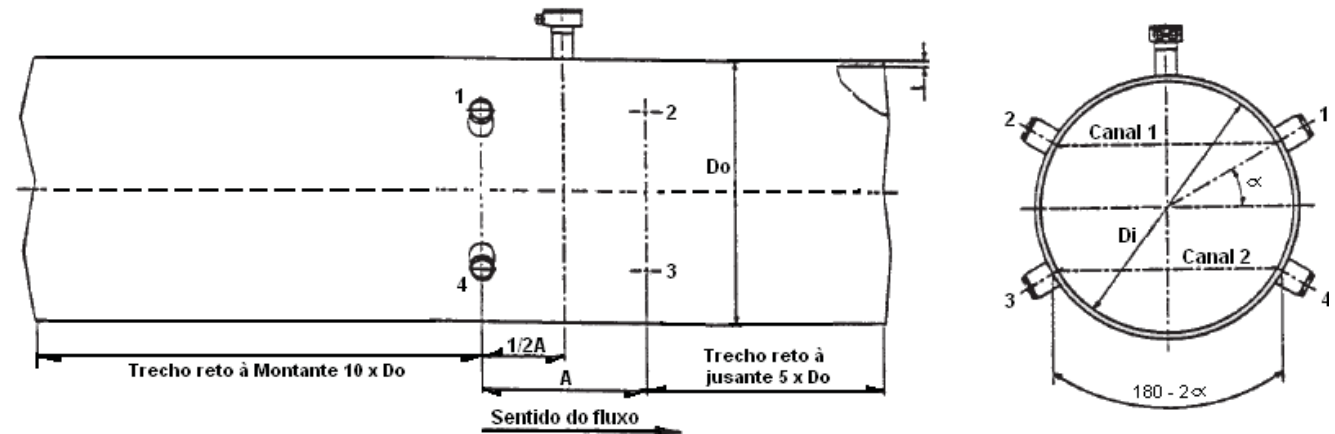 1
2
Do
t
3
4
1/2A
Trecho reto à Montante 10 x Do
A
Trecho reto à
jusante 5 x Do
Sentido do fluxo
2
1
Canal 1
α
Di
Canal 2
3
4
180 - 2α